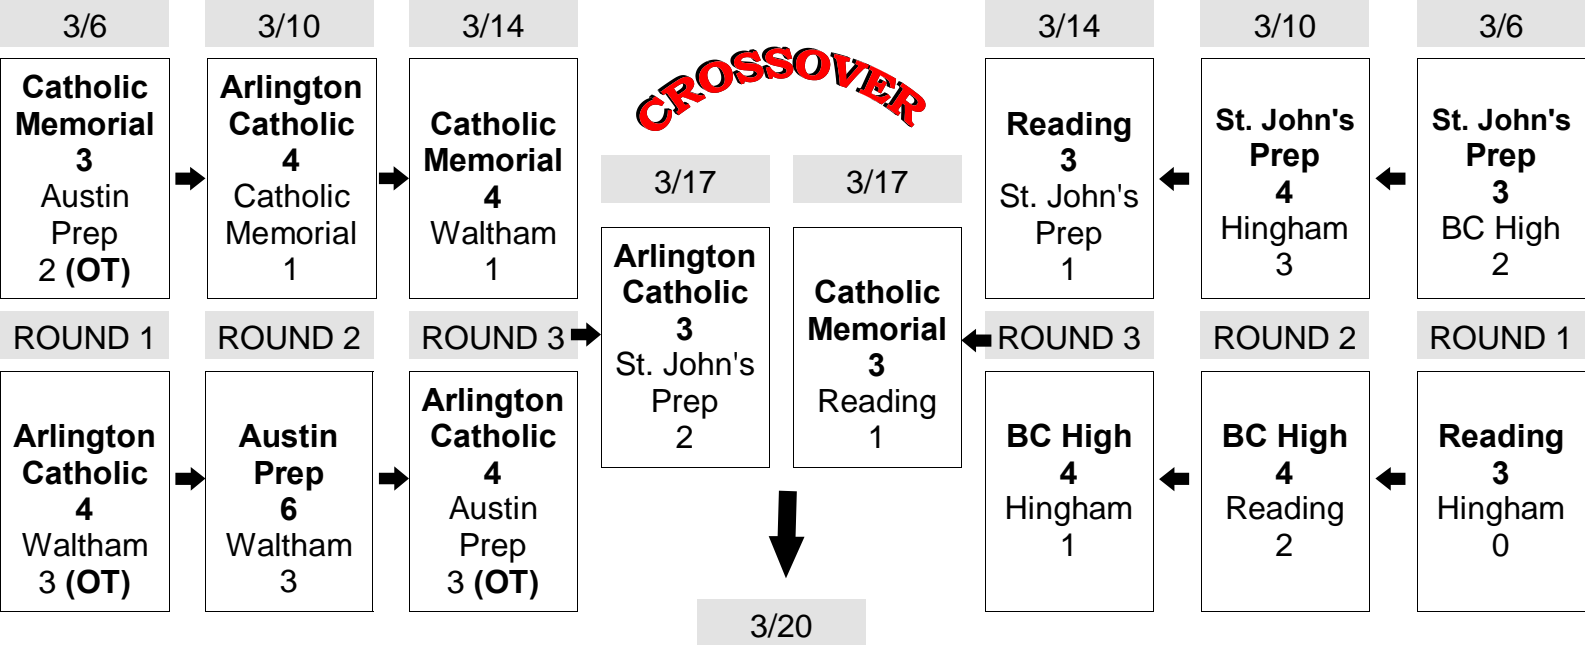 3/6
3/10
3/14
CROSSOVER
3/14
3/10
3/6
Catholic
Memorial
3
Austin
Prep
2 (OT)
Arlington
Catholic
4
Catholic
Memorial
1
Catholic
Memorial
4
Waltham
1
3/17
3/17
Reading
3
St. John's
Prep
1
St. John's
Prep
4
Hingham
3
St. John's
Prep
3
BC High
2
ROUND 1
ROUND 2
ROUND 3
Arlington
Catholic
3
St. John's
Prep
2
Catholic
Memorial
3
Reading
1
ROUND 3
ROUND 2
ROUND 1
Arlington
Catholic
4
Waltham
3 (OT)
Austin
Prep
6
Waltham
3
Arlington
Catholic
4
Austin
Prep
3 (OT)
BC High
4
Hingham
1
BC High
4
Reading
2
Reading
3
Hingham
0
3/20